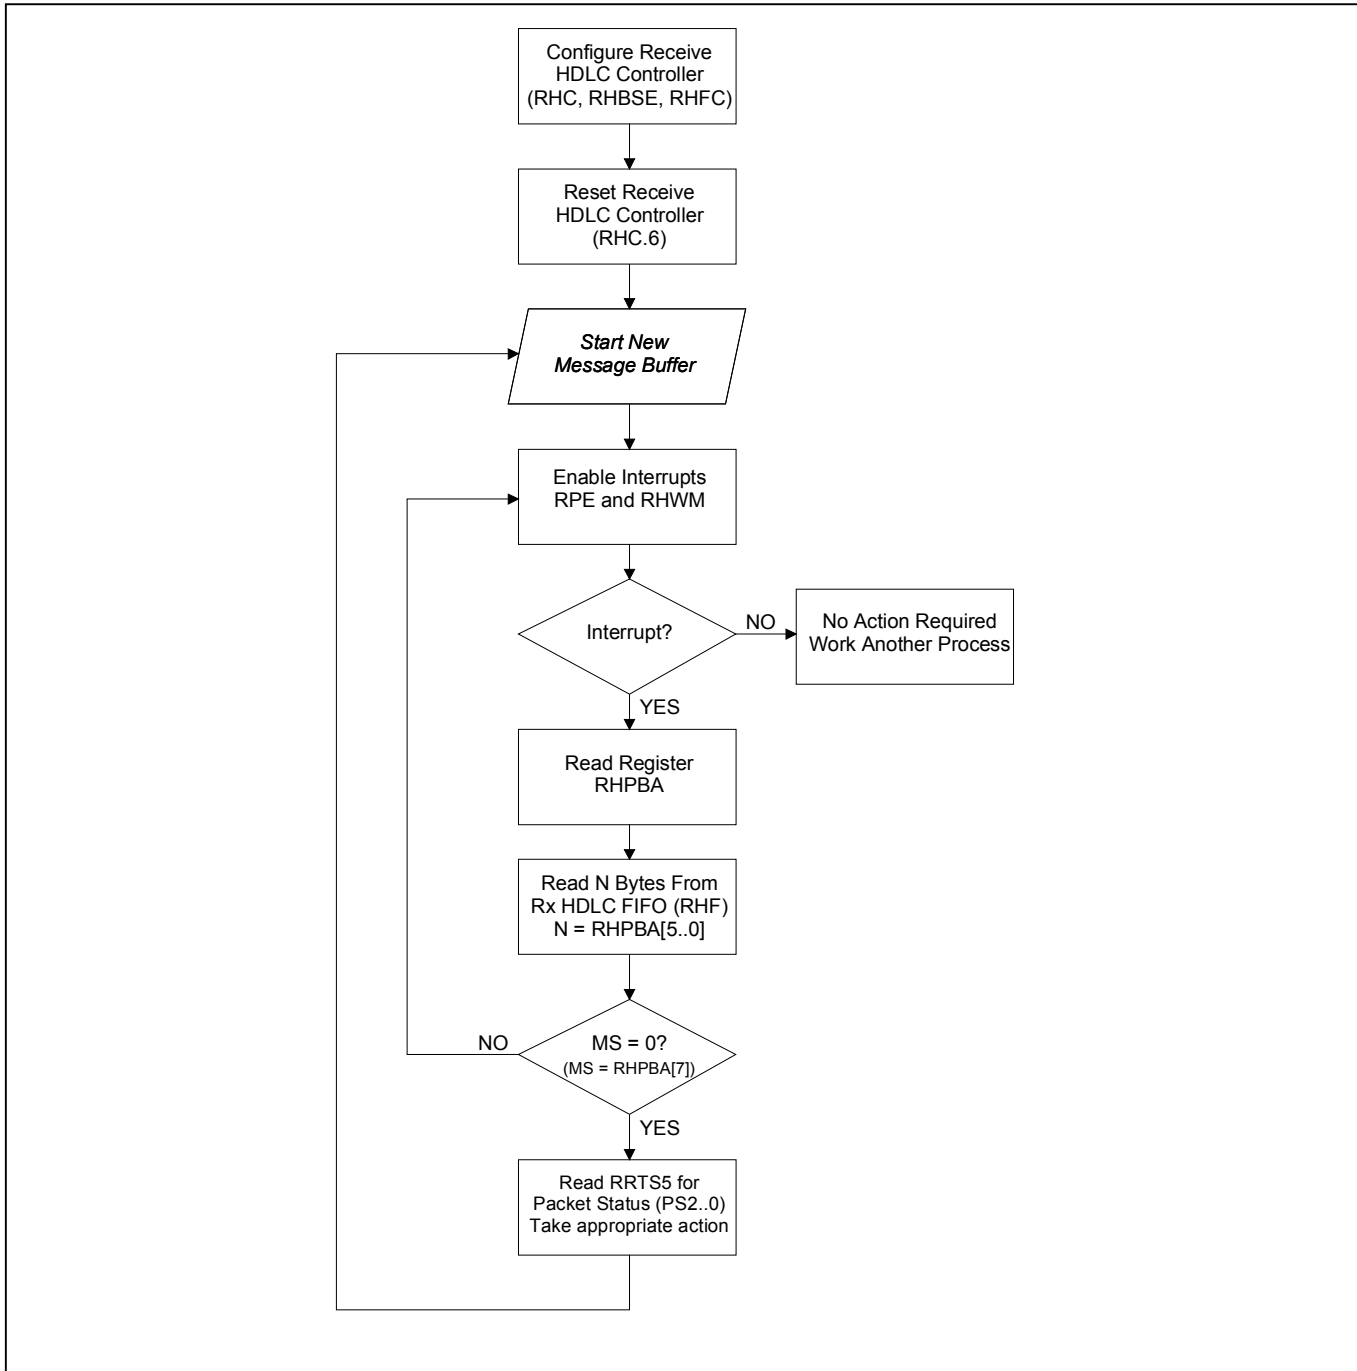 Configure Receive
HDLC Controller
(RHC, RHBSE, RHFC)
Reset Receive
HDLC Controller
(RHC.6)
Start New
Message Buffer
Enable Interrupts
RPE and RHWM
Interrupt?
NO
No Action Required
Work Another Process
YES
Read Register
RHPBA
Read N Bytes From
Rx HDLC FIFO (RHF)
N = RHPBA[5..0]
NO
MS = 0?
(MS = RHPBA[7])
YES
Read RRTS5 for
Packet Status (PS2..0)
Take appropriate action